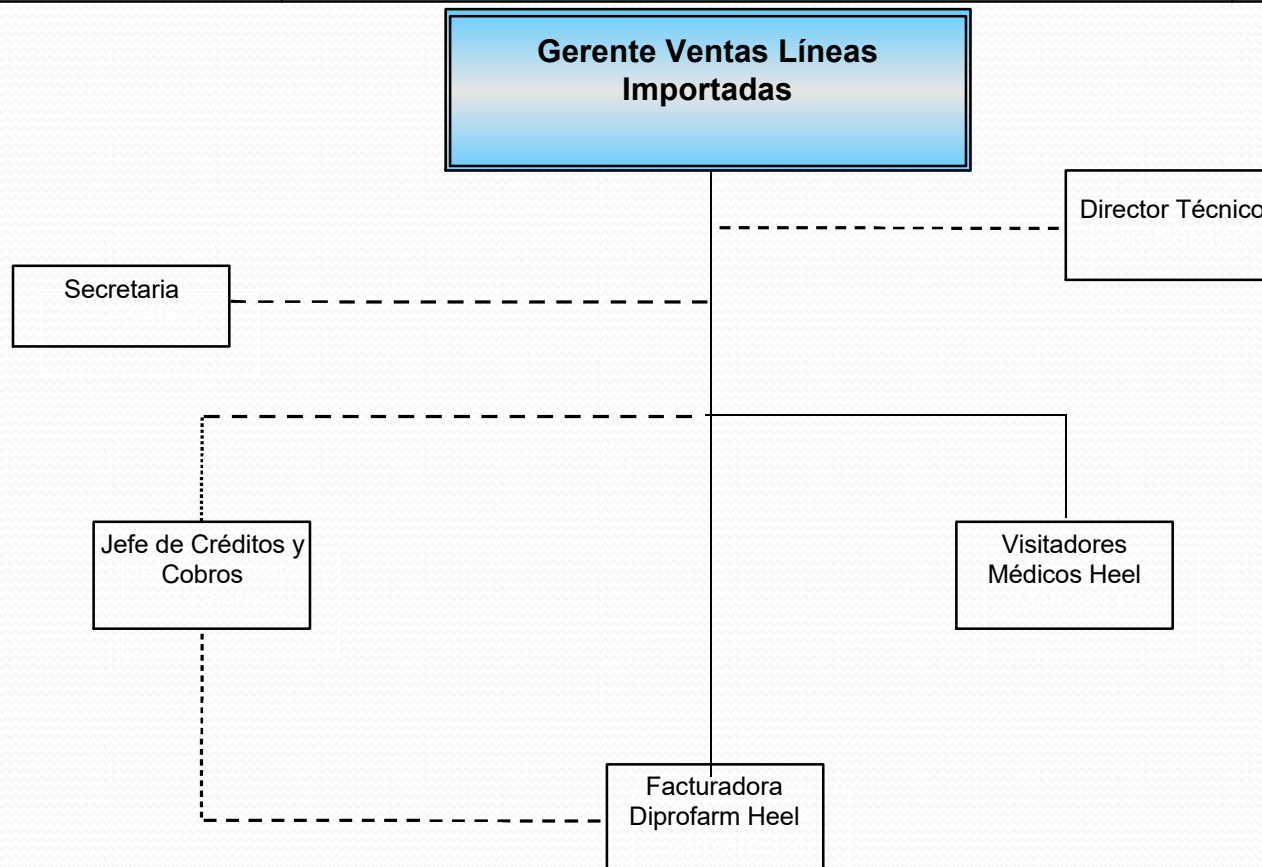 Gerente Ventas Líneas
Importadas
Director Técnico
Secretaria
Jefe de Créditos y
Cobros
Visitadores
Médicos Heel
Facturadora
Diprofarm Heel